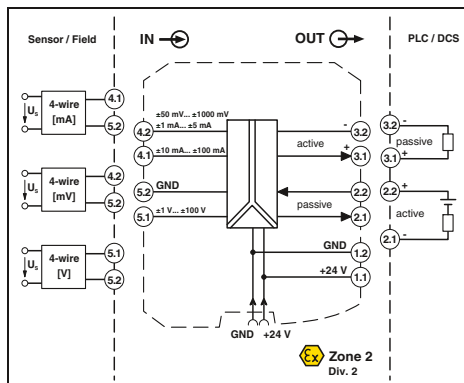 Sensor / Field
IN
OUT
PLC / DCS
U_s
4-wire
[mA]
4.1
5.2
±50 mV... ±1000 mV
±1 mA... ±5 mA
4.2
±10 mA... ±100 mA
4.1
GND
5.2
±1 V... ±100 V
5.1
-
active
3.2
+
3.1
2.2
passive
2.1
GND
1.2
+24 V
1.1
3.2
-
passive
3.1
+
2.2
+
active
2.1
-
U_s
4-wire
[mV]
4.2
5.2
U_s
4-wire
[V]
5.1
5.2
GND
+24 V
Ex
Zone 2
Div. 2